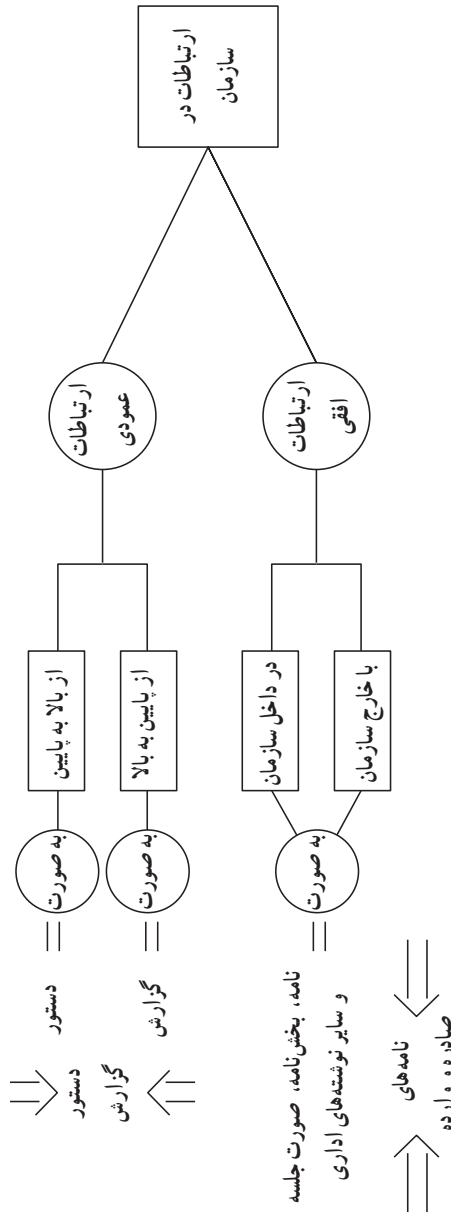 ارتباطات در
سازمان
ارتباطات
عمودی
از بالا به پایین
به صورت
دستور
از پایین به بالا
به صورت
گزارش
دستور
گزارش
ارتباطات
افقی
در داخل سازمان
با خارج سازمان
به صورت
نامه، بخش‌نامه، صورت جلسه
و سایر نوشته‌های اداری
نامه‌های
صادره و وارده